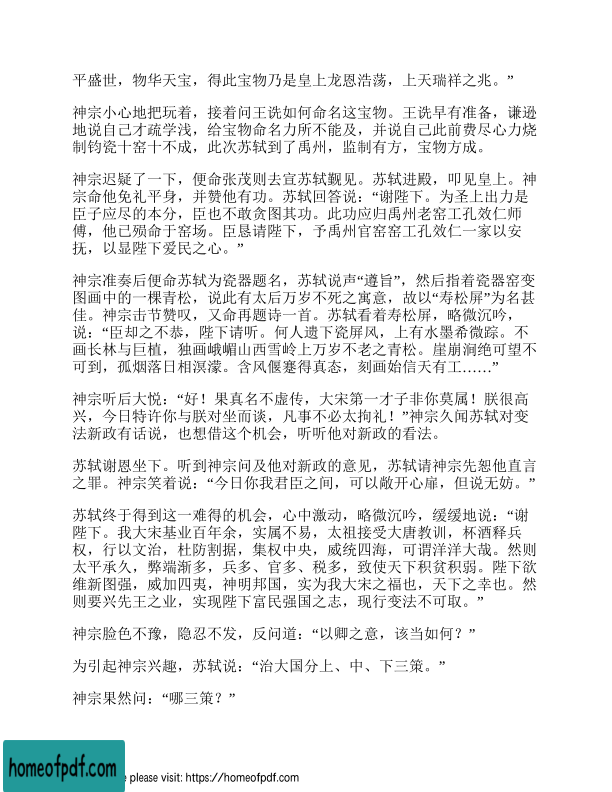 平盛世，物华天宝，得此宝物乃是皇上龙恩浩荡，上天瑞祥之兆。”
神宗小心地把玩着，接着问王诜如何命名这宝物。王诜早有准备，谦逊
地说自己才疏学浅，给宝物命名力所不能及，并说自己此前费尽心力烧
制钧瓷十窑十不成，此次苏轼到了禹州，监制有方，宝物方成。
神宗迟疑了一下，便命张茂则去宣苏轼觐见。苏轼进殿，叩见皇上。神
宗命他免礼平身，并赞他有功。苏轼回答说：“谢陛下。为圣上出力是
臣子应尽的本分，臣也不敢贪图其功。此功应归禹州老窑工孔效仁师
傅，他已殒命于窑场。臣恳请陛下，予禹州官窑窑工孔效仁一家以安
抚，以显陛下爱民之心。”
神宗准奏后便命苏轼为瓷器题名，苏轼说声“遵旨”，然后指着瓷器窑变
图画中的一棵青松，说此有太后万岁不死之寓意，故以“寿松屏”为名甚
佳。神宗击节赞叹，又命再题诗一首。苏轼看着寿松屏，略微沉吟，
说：“臣却之不恭，陛下请听。何人遗下瓷屏风，上有水墨希微踪。不
画长林与巨植，独画峨嵋山西雪岭上万岁不老之青松。崖崩涧绝可望不
可到，孤烟落日相溟濛。含风偃蹇得真态，刻画始信天有工……”
神宗听后大悦：“好！果真名不虚传，大宋第一才子非你莫属！朕很高
兴，今日特许你与朕对坐而谈，凡事不必太拘礼！”神宗久闻苏轼对变
法新政有话说，也想借这个机会，听听他对新政的看法。
苏轼谢恩坐下。听到神宗问及他对新政的意见，苏轼请神宗先恕他直言
之罪。神宗笑着说：“今日你我君臣之间，可以敞开心扉，但说无妨。”
苏轼终于得到这一难得的机会，心中激动，略微沉吟，缓缓地说：“谢
陛下。我大宋基业百年余，实属不易，太祖接受大唐教训，杯酒释兵
权，行以文治，杜防割据，集权中央，威统四海，可谓洋洋大哉。然则
太平承久，弊端渐多，兵多、官多、税多，致使天下积贫积弱。陛下欲
维新图强，威加四夷，神明邦国，实为我大宋之福也，天下之幸也。然
则要兴先王之业，实现陛下富民强国之志，现行变法不可取。”
神宗脸色不豫，隐忍不发，反问道：“以卿之意，该当如何？”
为引起神宗兴趣，苏轼说：“治大国分上、中、下三策。”
神宗果然问：“哪三策？”
homeofpdf.com
e please visit: https://homeofpdf.com